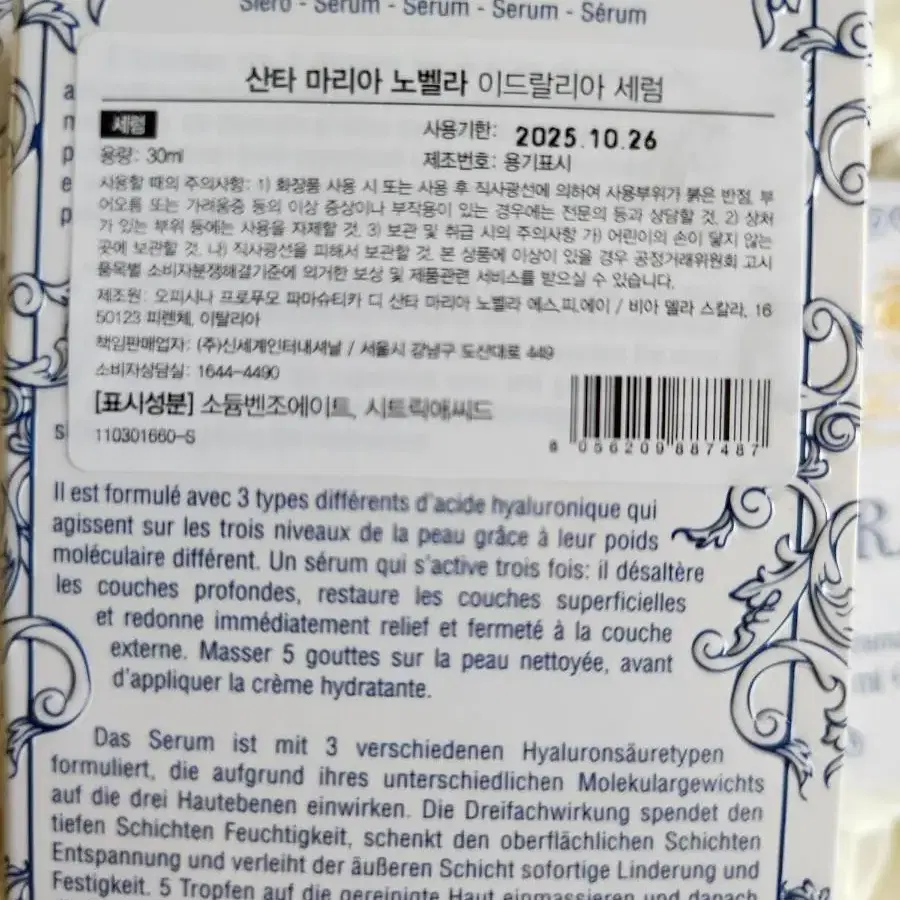 Siero - Serum - Serum - Serum - Sérum
산타 마리아 노벨라 이드랄리아 세럼
세럼
사용기한: 2025.10.26
용량: 30ml
제조번호: 용기표시
사용할 때의 주의사항: 1) 화장품 사용 시 또는 사용 후 직사광선에 의하여 사용부위가 붉은 반점, 부
어오름 또는 가려움증 등의 이상 증상이나 부작용이 있는 경우에는 전문의 등과 상담할 것. 2) 상처
가 있는 부위 등에는 사용을 자제할 것. 3) 보관 및 취급 시의 주의사항 가) 어린이의 손이 닿지 않는
곳에 보관할 것. 나) 직사광선을 피해서 보관할 것. 본 상품에 이상이 있을 경우 공정거래위원회 고시
품목별 소비자분쟁해결기준에 의거한 보상 및 제품관련 서비스를 받으실 수 있습니다.
제조원: 오피시나 프로푸모 파마슈티카 디 산타 마리아 노벨라 에스.피.에이 / 비아 델라 스칼라, 16
50123 피렌체, 이탈리아
책임판매업자: (주)신세계인터내셔날 / 서울시 강남구 도산대로 449
소비자상담실: 1644-4490
[표시성분] 소듐벤조에이트, 시트릭애씨드
110301660-S
8 056209 887487
Il est formulé avec 3 types différents d'acide hyaluronique qui
agissent sur les trois niveaux de la peau grâce à leur poids
moléculaire différent. Un sérum qui s'active trois fois: il désaltère
les couches profondes, restaure les couches superficielles
et redonne immédiatement relief et fermeté à la couche
externe. Masser 5 gouttes sur la peau nettoyée, avant
d'appliquer la crème hydratante.
Das Serum ist mit 3 verschiedenen Hyaluronsäuretypen
formuliert, die aufgrund ihres unterschiedlichen Molekulargewichts
auf die drei Hautebenen einwirken. Die Dreifachwirkung spendet den
tiefen Schichten Feuchtigkeit, schenkt den oberflächlichen Schichten
Entspannung und verleiht der äußeren Schicht sofortige Linderung und
Festigkeit. 5 Tropfen auf die gereinigte Haut einmassieren und danach